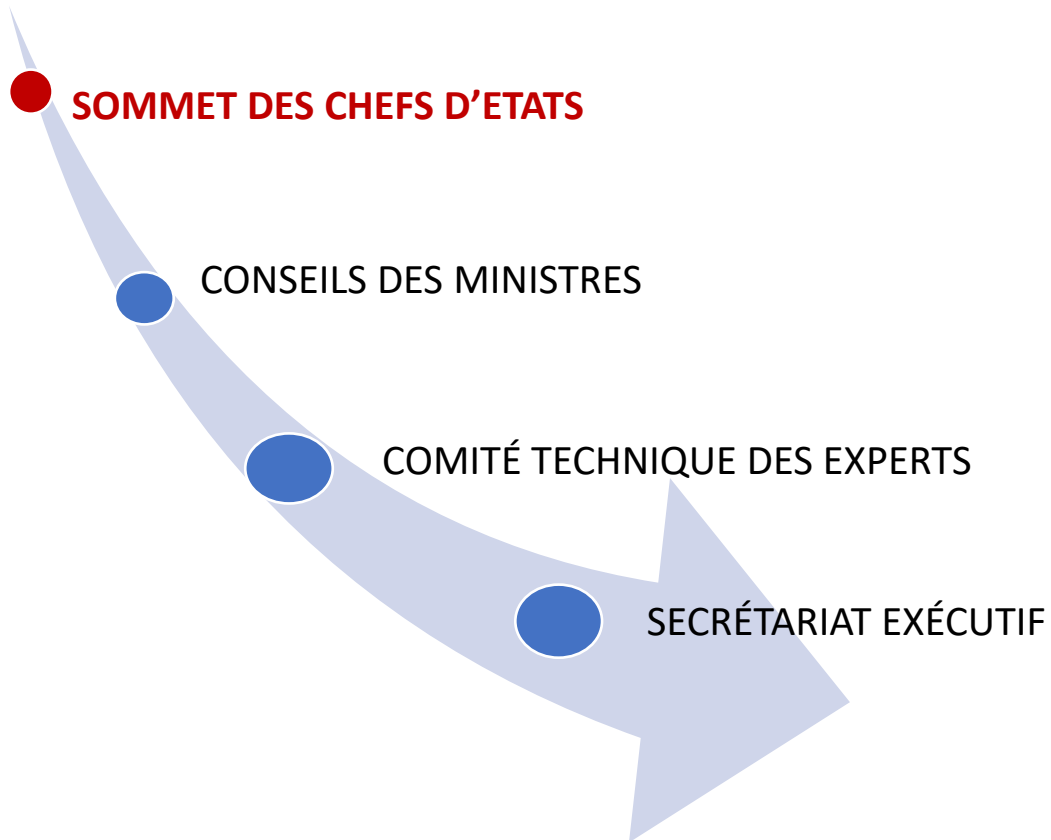 SOMMET DES CHEFS D’ETATS
CONSEILS DES MINISTRES
COMITÉ TECHNIQUE DES EXPERTS
SECRÉTARIAT EXÉCUTIF